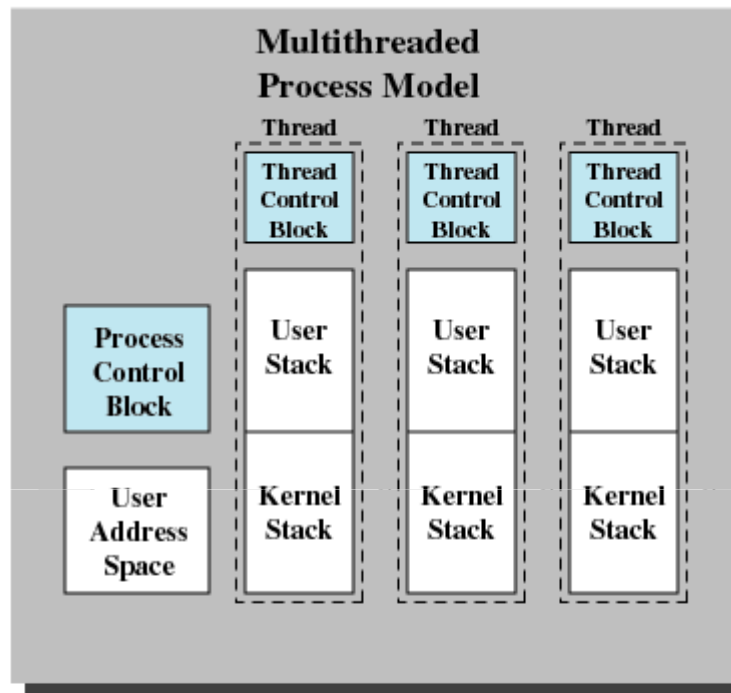 Multithreaded
Process Model
Thread
Thread
Thread
Thread
Control
Block
Thread
Control
Block
Thread
Control
Block
Process
Control
Block
User
Address
Space
User
Stack
Kernel
Stack
User
Stack
Kernel
Stack
User
Stack
Kernel
Stack